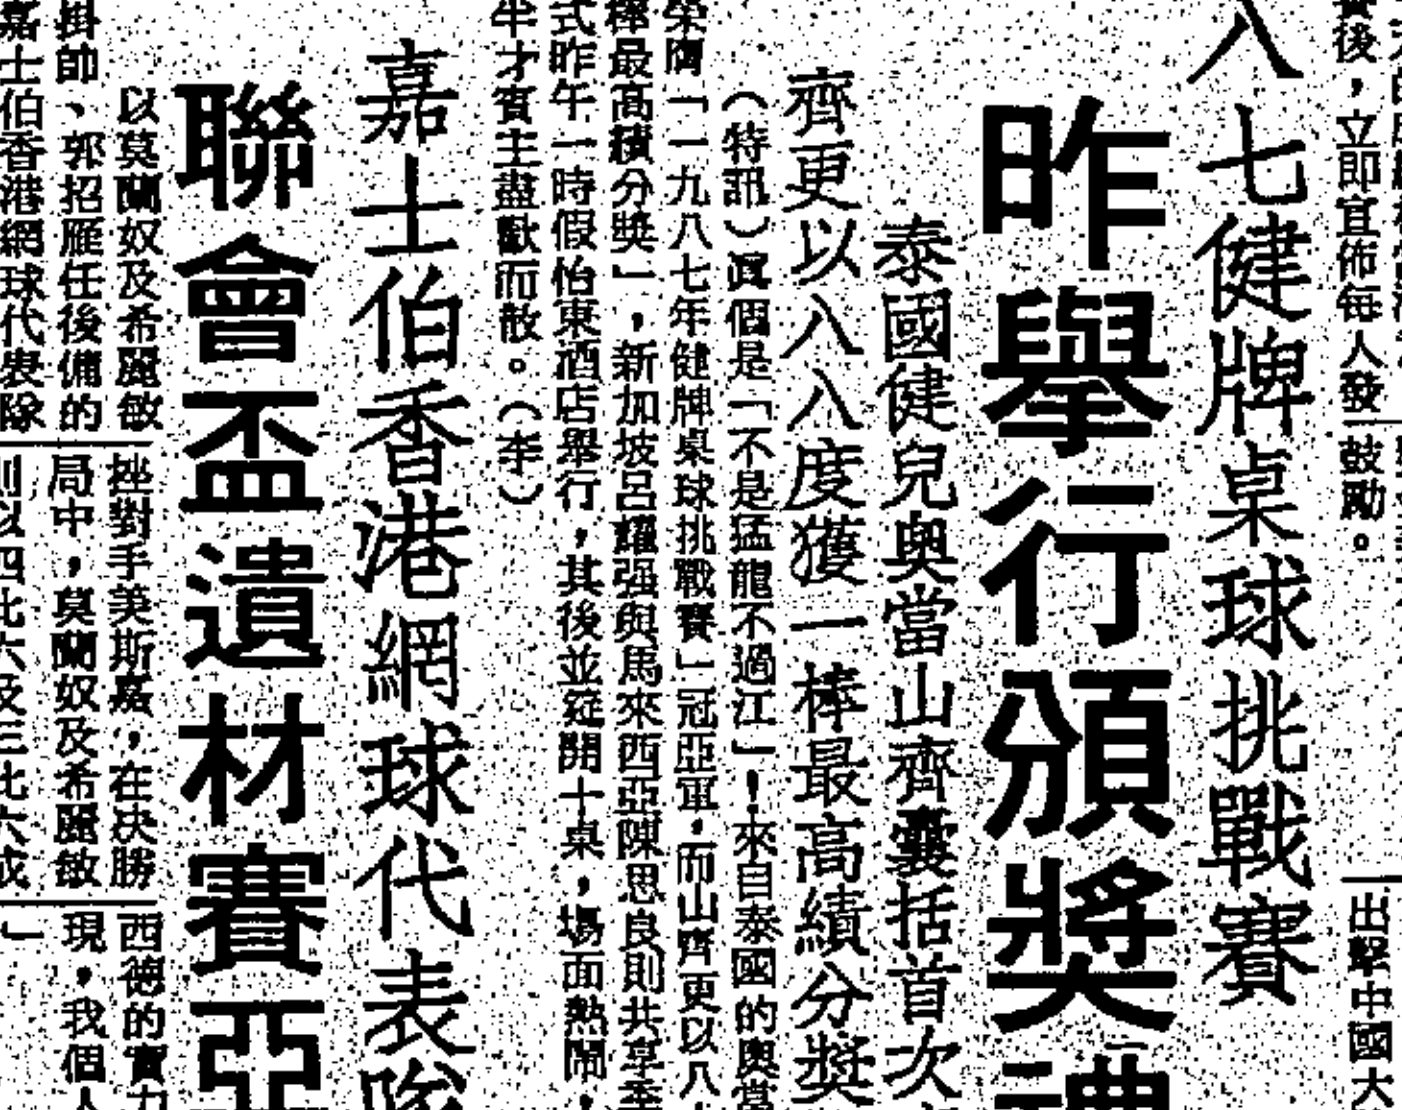 後，立即宣佈每人發
鼓勵。
出擊中國大
八七健牌桌球挑戰賽
昨舉行頒獎禮
泰國健兒奧當山齊囊括首次
齊更以八八度獲一棒最高績分獎
（特訊）眞個是「不是猛龍不過江」！來自泰國的奧當
榮膺「一九八七年健牌桌球挑戰賽」冠亞軍，而山齊更以八
棒最高積分獎」，新加坡呂耀强與馬來西亞陳思良則共享季
式昨午一時假怡東酒店舉行，其後並筵開十桌，場面熱鬧，
半才賓主盡歡而散。（李）
嘉士伯香港網球代表隊
聯會盃遺材賽亞
以莫蘭奴及希麗敏
掛帥、郭招雁任後備的
嘉士伯香港網球代表隊
挫對手美斯嘉，在决勝
局中，莫蘭奴及希麗敏
則以四比六及三比六敗
西德的實力
現，我個人
」